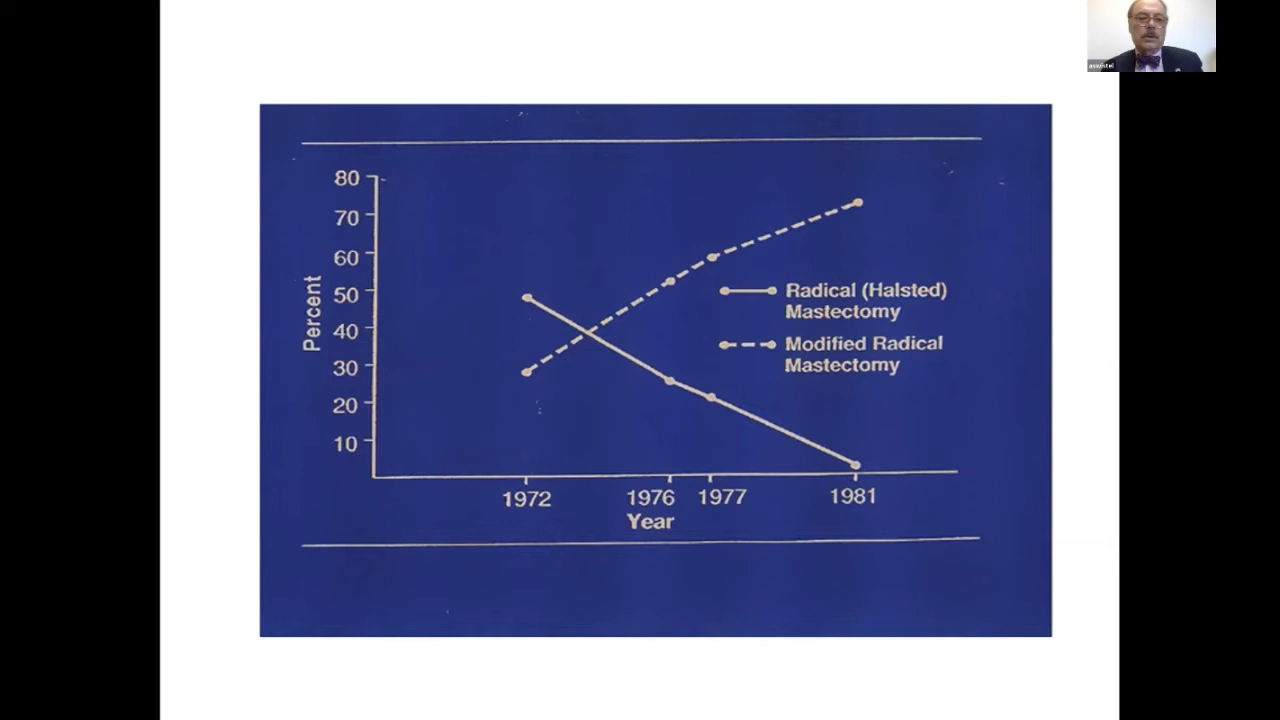 80
70
60
50
40
30
20
10
Percent
Radical (Halsted)
Mastectomy
Modified Radical
Mastectomy
1972
1976
1977
1981
Year